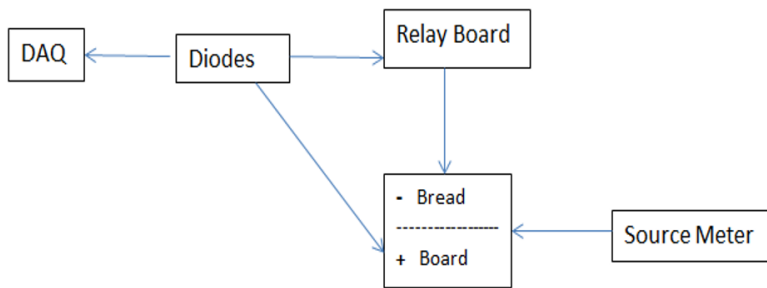 Relay Board
DAQ
Diodes
- Bread
------------------
+ Board
Source Meter